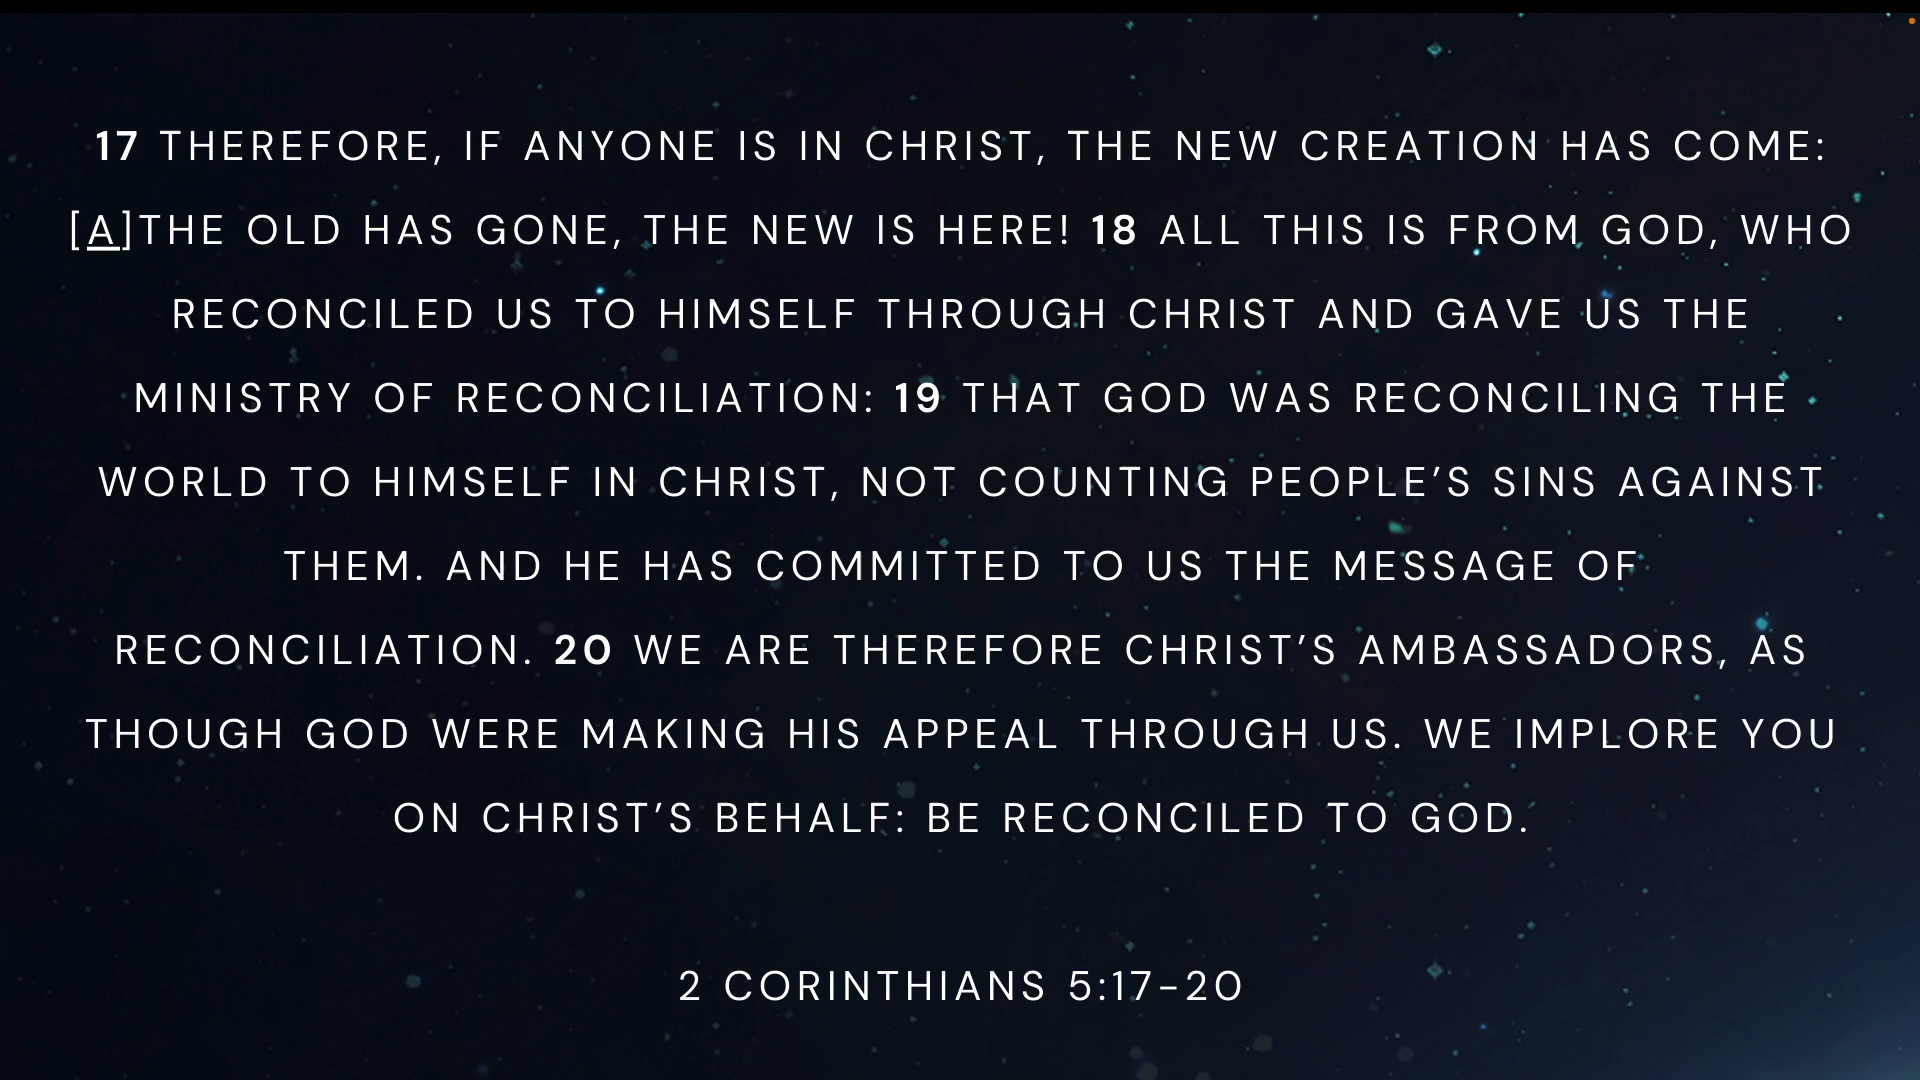 17 THEREFORE, IF ANYONE IS IN CHRIST, THE NEW CREATION HAS COME:
[A]THE OLD HAS GONE, THE NEW IS HERE! 18 ALL THIS IS FROM GOD, WHO
RECONCILED US TO HIMSELF THROUGH CHRIST AND GAVE US THE
MINISTRY OF RECONCILIATION: 19 THAT GOD WAS RECONCILING THE
WORLD TO HIMSELF IN CHRIST, NOT COUNTING PEOPLE’S SINS AGAINST
THEM. AND HE HAS COMMITTED TO US THE MESSAGE OF
RECONCILIATION. 20 WE ARE THEREFORE CHRIST’S AMBASSADORS, AS
THOUGH GOD WERE MAKING HIS APPEAL THROUGH US. WE IMPLORE YOU
ON CHRIST’S BEHALF: BE RECONCILED TO GOD.
2 CORINTHIANS 5:17-20